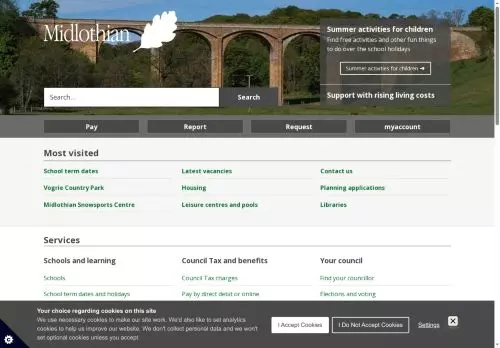 Midlothian
Summer activities for children
Find free activities and other fun things
to do over the school holidays
Summer activities for children ➔
Support with rising living costs
Search...
Search
Pay
Report
Request
myaccount
Most visited
School term dates
Latest vacancies
Contact us
Vogrie Country Park
Housing
Planning applications
Midlothian Snowsports Centre
Leisure centres and pools
Libraries
Services
Schools and learning
Council Tax and benefits
Your council
Schools
Council Tax charges
Find your councillor
School term dates and holidays
Pay by direct debit or online
Elections and voting
Your choice regarding cookies on this site
We use necessary cookies to make our site work. We'd also like to set analytics
cookies to help us improve our website. We don't collect personal data and we won't
set optional cookies unless you accept.
I Accept Cookies
I Do Not Accept Cookies
Settings